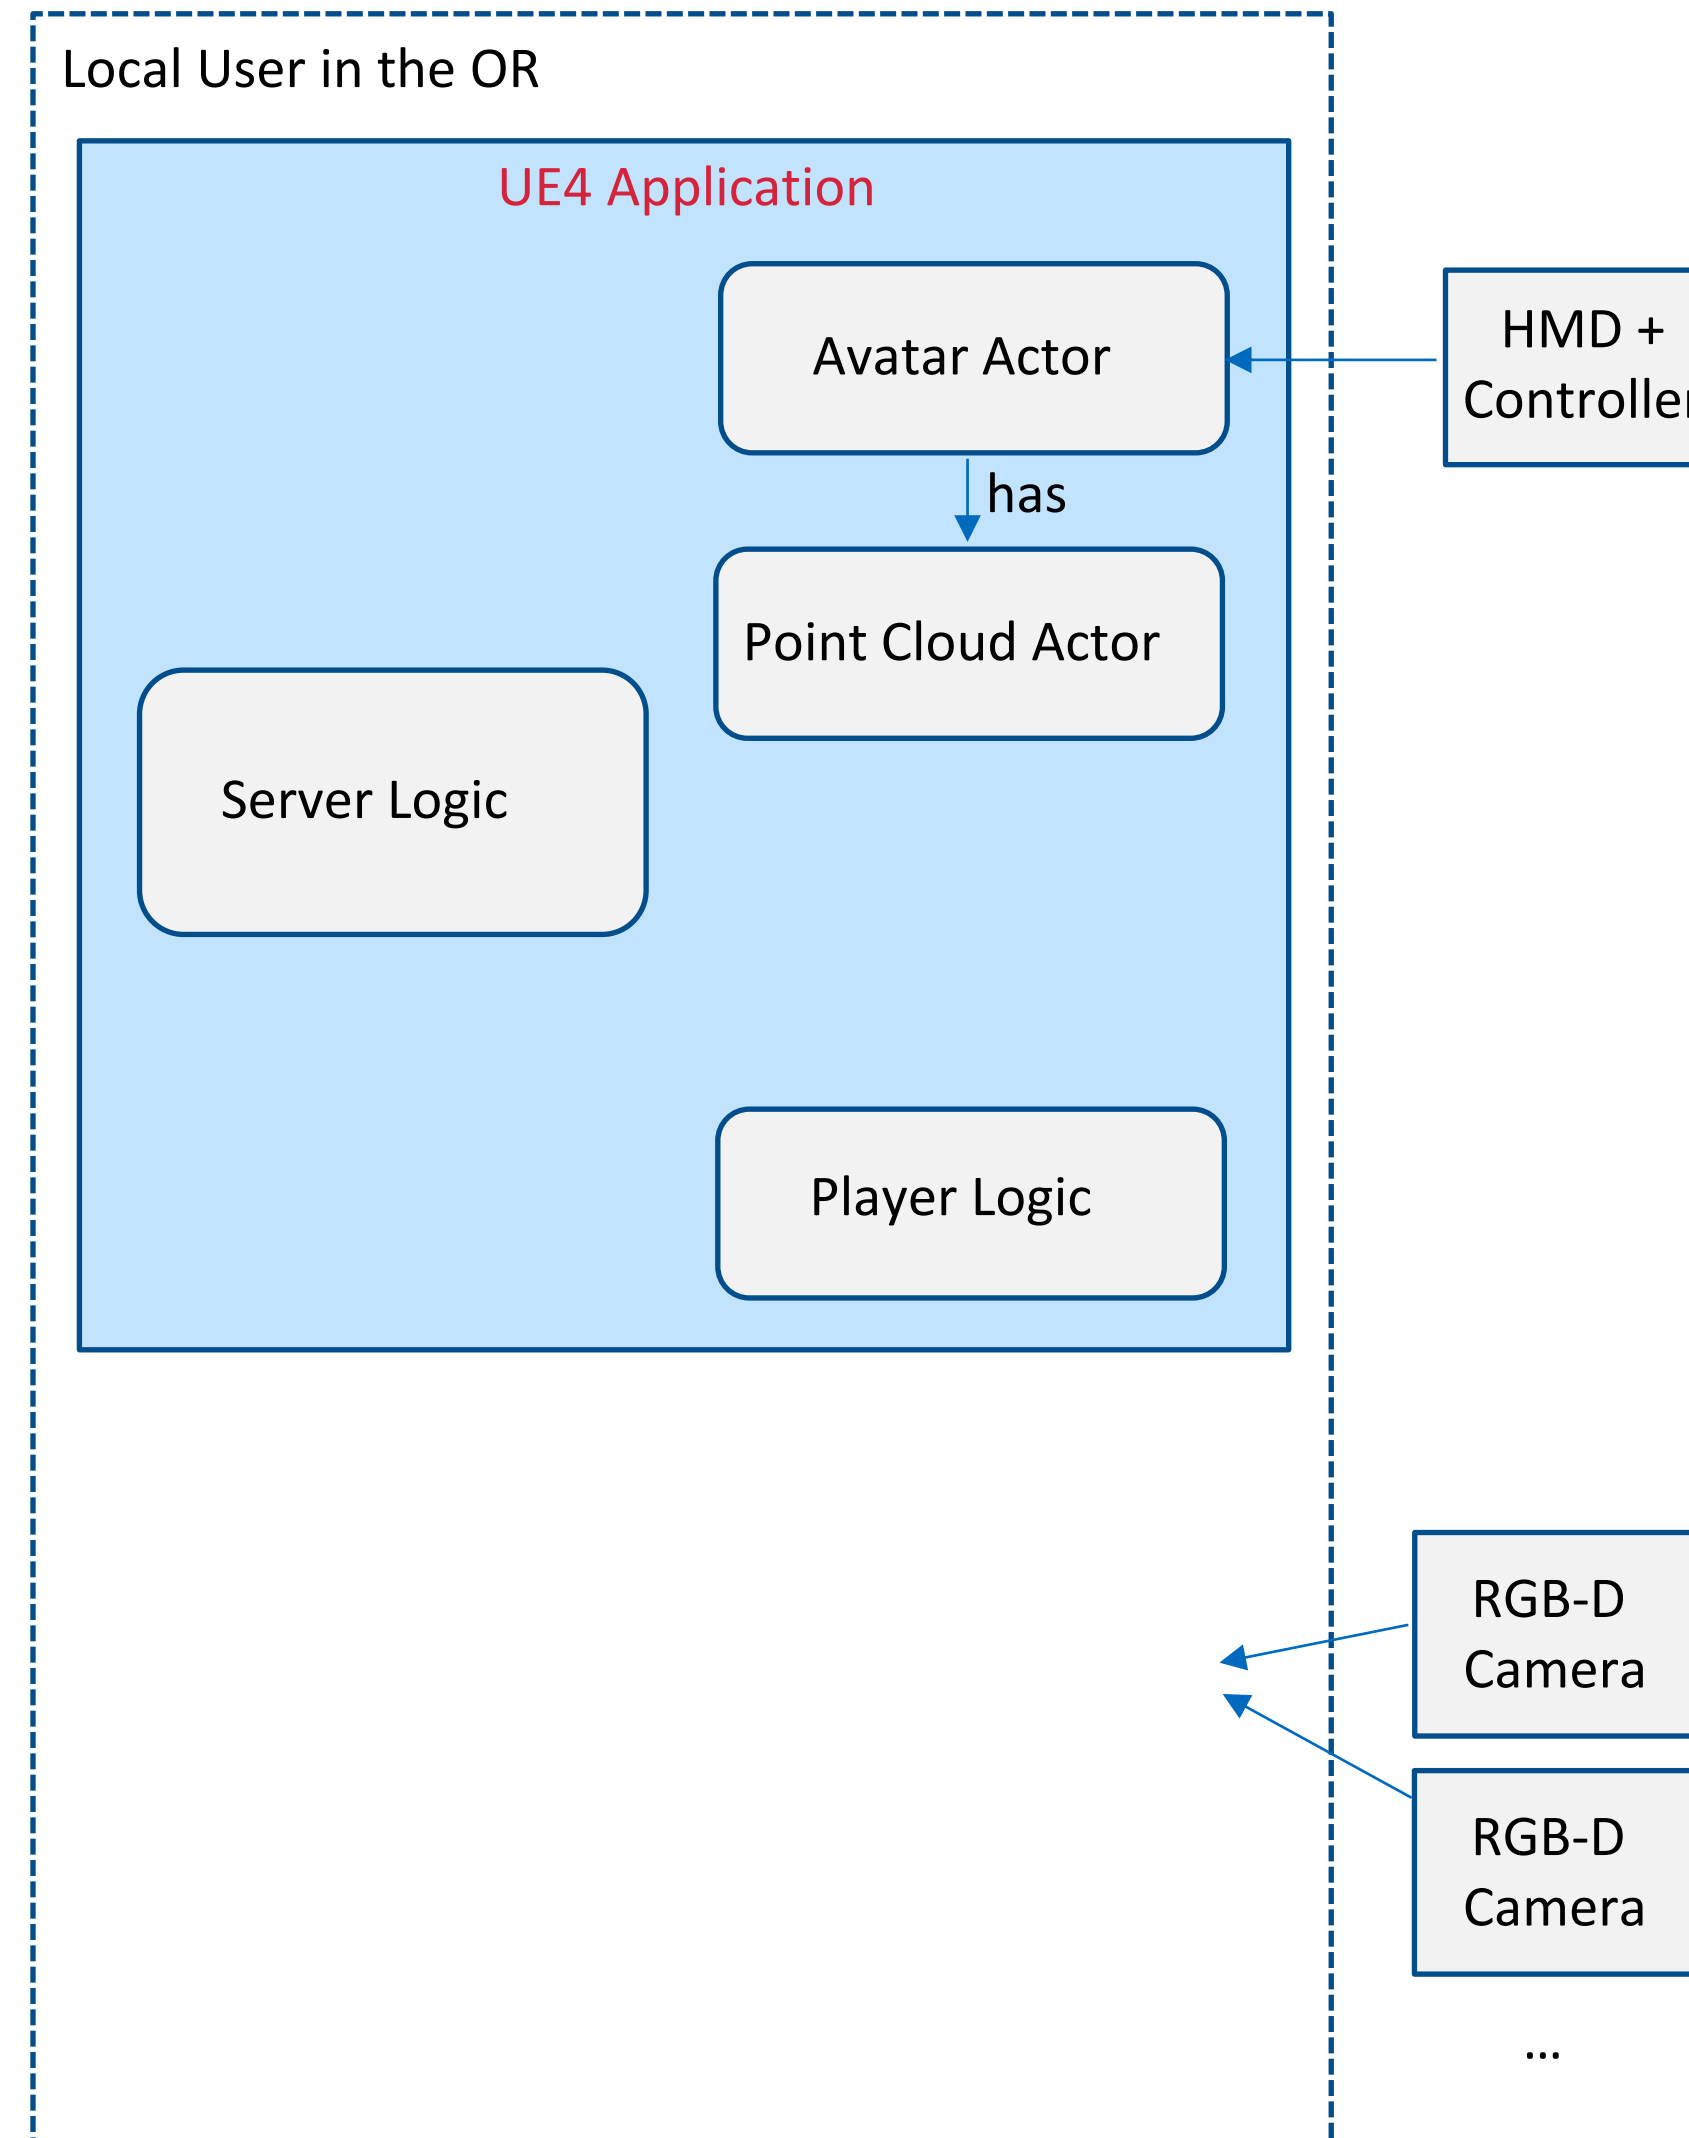 Local User in the OR
UE4 Application
Avatar Actor
HMD +
Controller
has
Point Cloud Actor
Server Logic
Player Logic
RGB-D
Camera
RGB-D
Camera
...